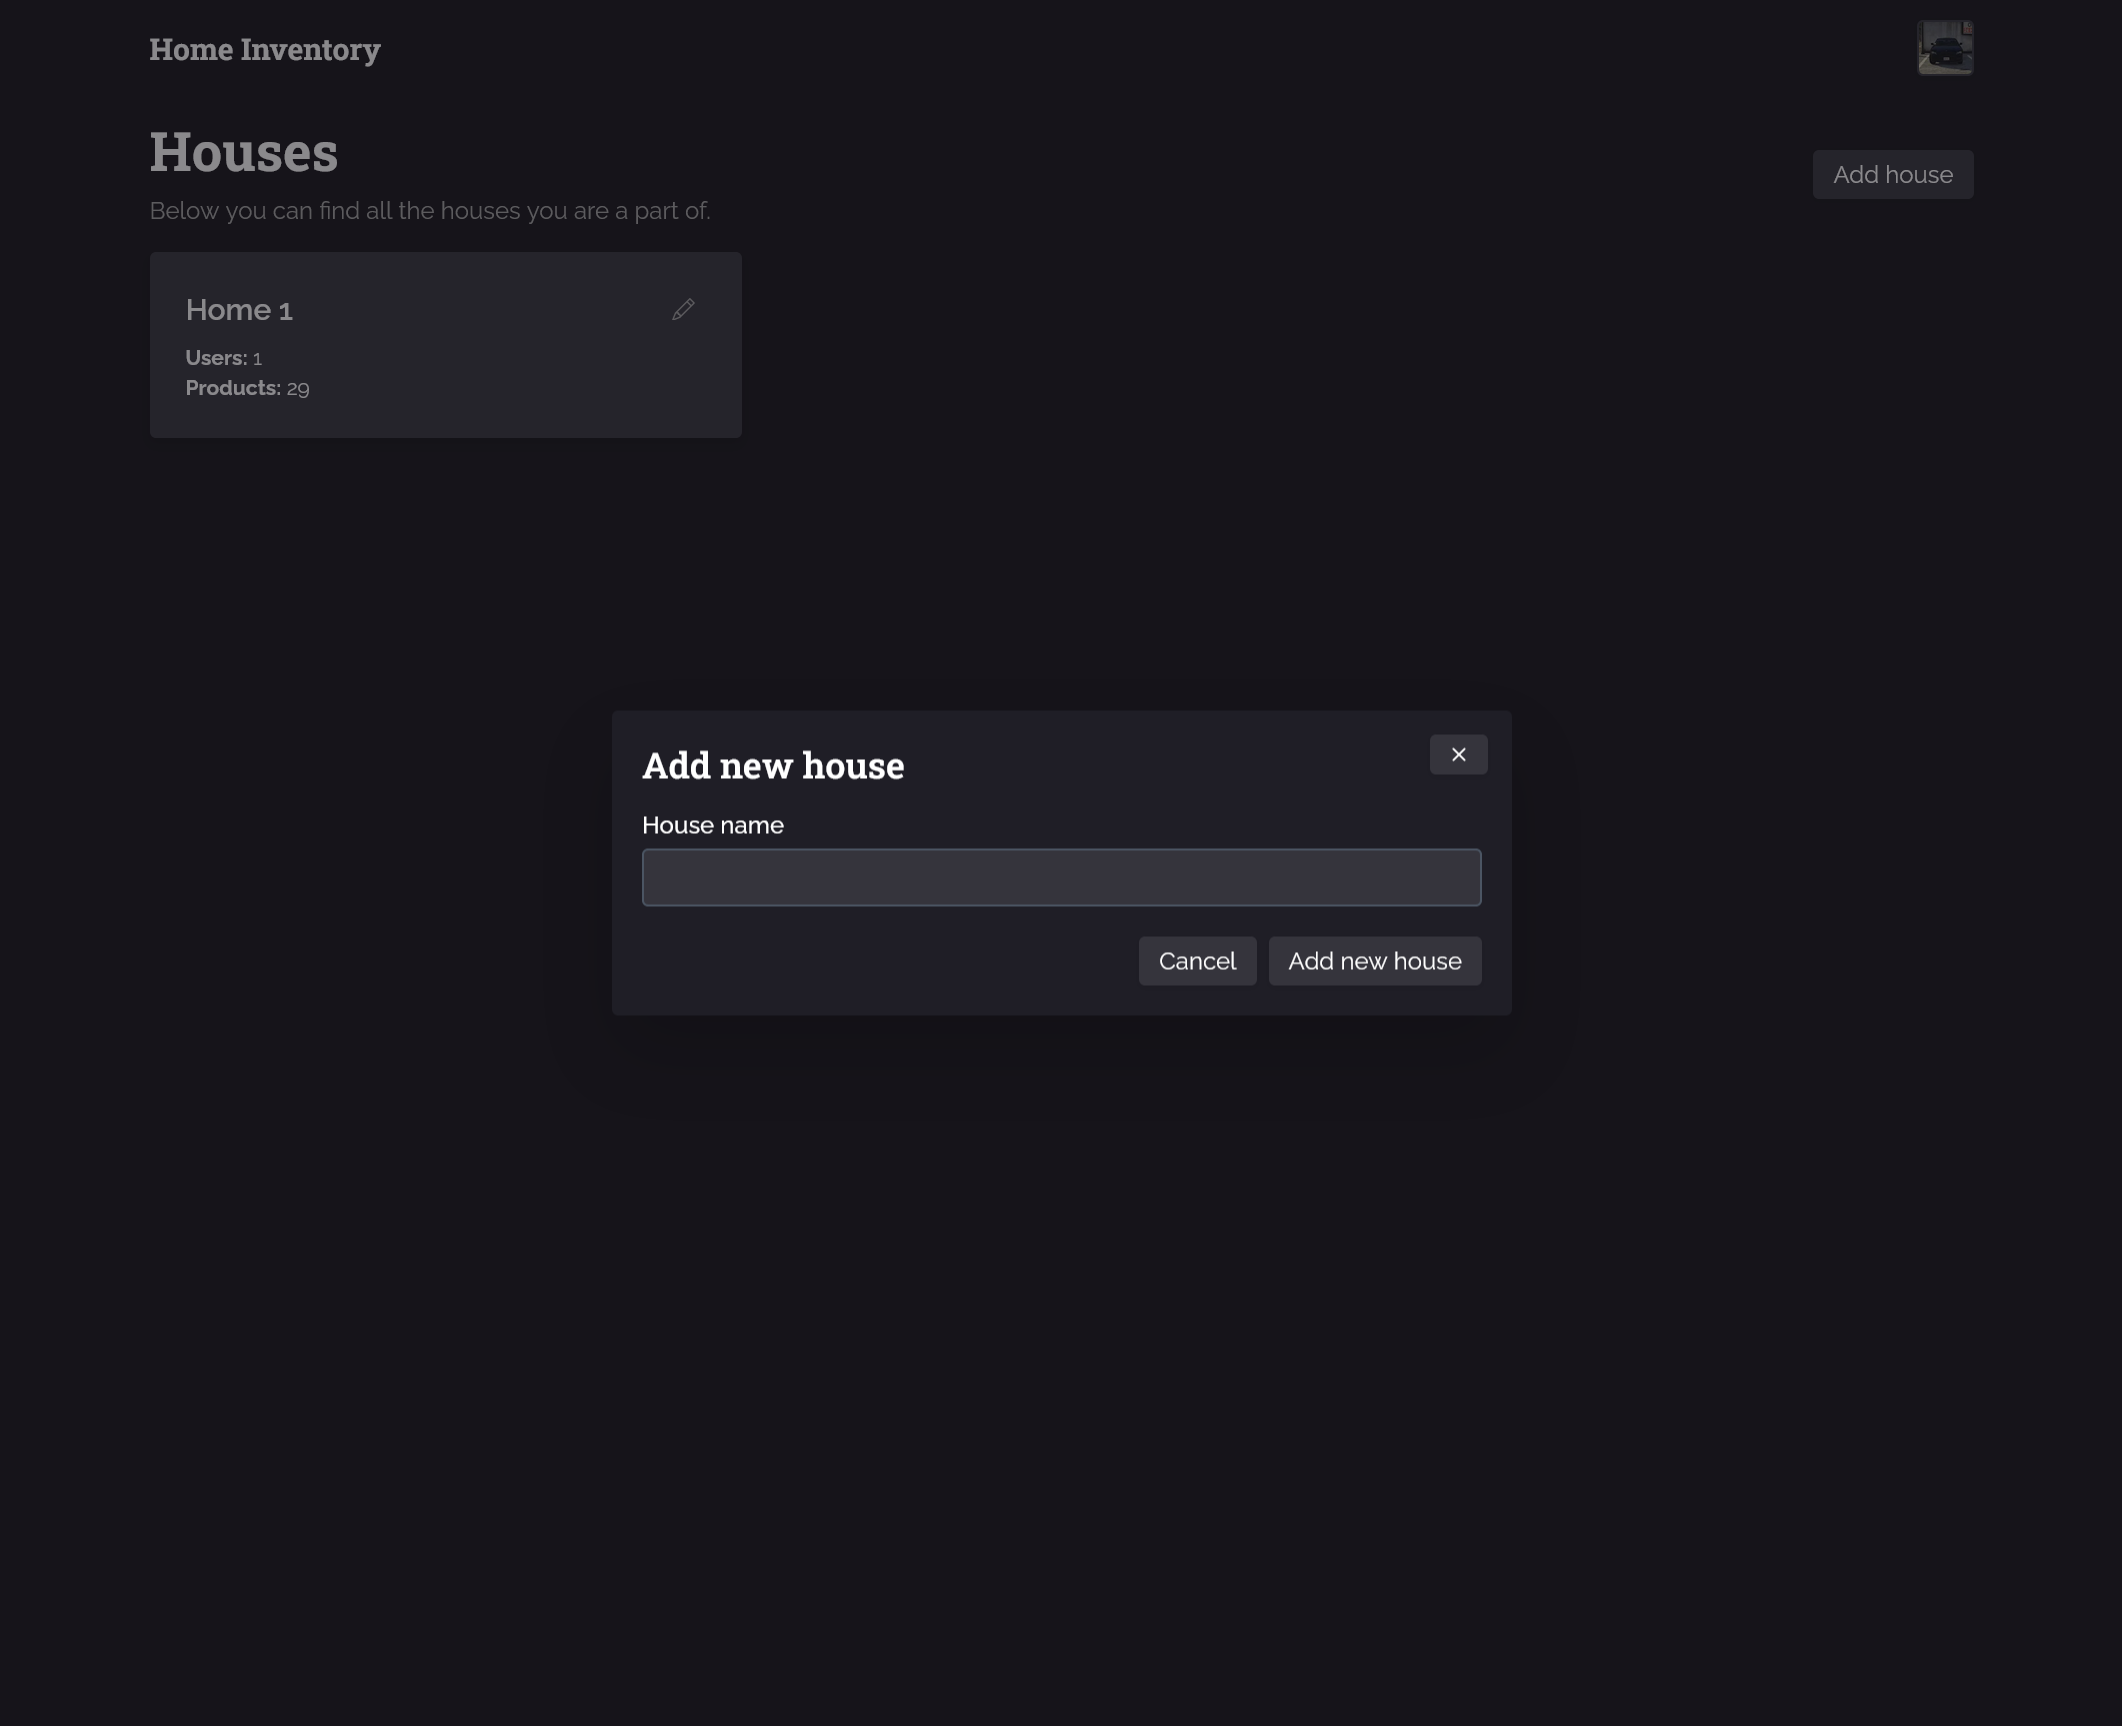 Home Inventory
Houses
Add house
Below you can find all the houses you are a part of.
Home 1
Users: 1
Products: 29
Add new house
House name
Cancel
Add new house